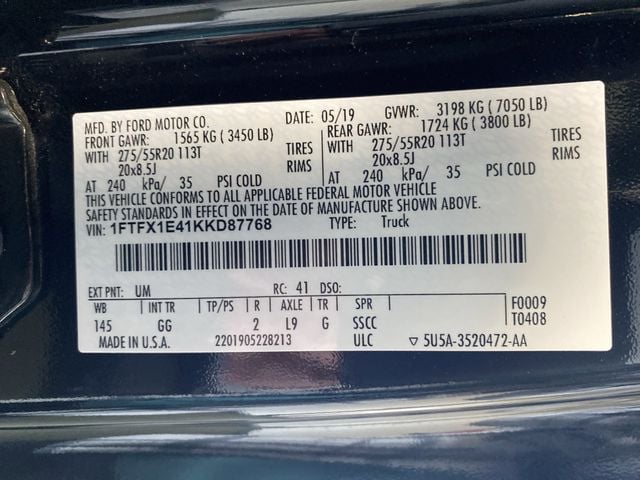 MFD. BY FORD MOTOR CO. DATE: 05/19 GVWR: 3198 KG ( 7050 LB)
FRONT GAWR: 1565 KG ( 3450 LB) REAR GAWR: 1724 KG ( 3800 LB)
WITH 275/55R20 113T TIRES WITH 275/55R20 113T TIRES
20x8.5J RIMS 20x8.5J RIMS
AT 240 kPa/ 35 PSI COLD AT 240 kPa/ 35 PSI COLD
THIS VEHICLE CONFORMS TO ALL APPLICABLE FEDERAL MOTOR VEHICLE
SAFETY STANDARDS IN EFFECT ON THE DATE OF MANUFACTURE SHOWN ABOVE.
VIN: 1FTFX1E41KKD87768 TYPE: Truck
EXT PNT: UM RC: 41 DSO:
WB INT TR TP/PS R AXLE TR SPR F0009
145 GG 2 L9 G SSCC T0408
MADE IN U.S.A. 2201905228213 ULC ▽ 5U5A-3520472-AA